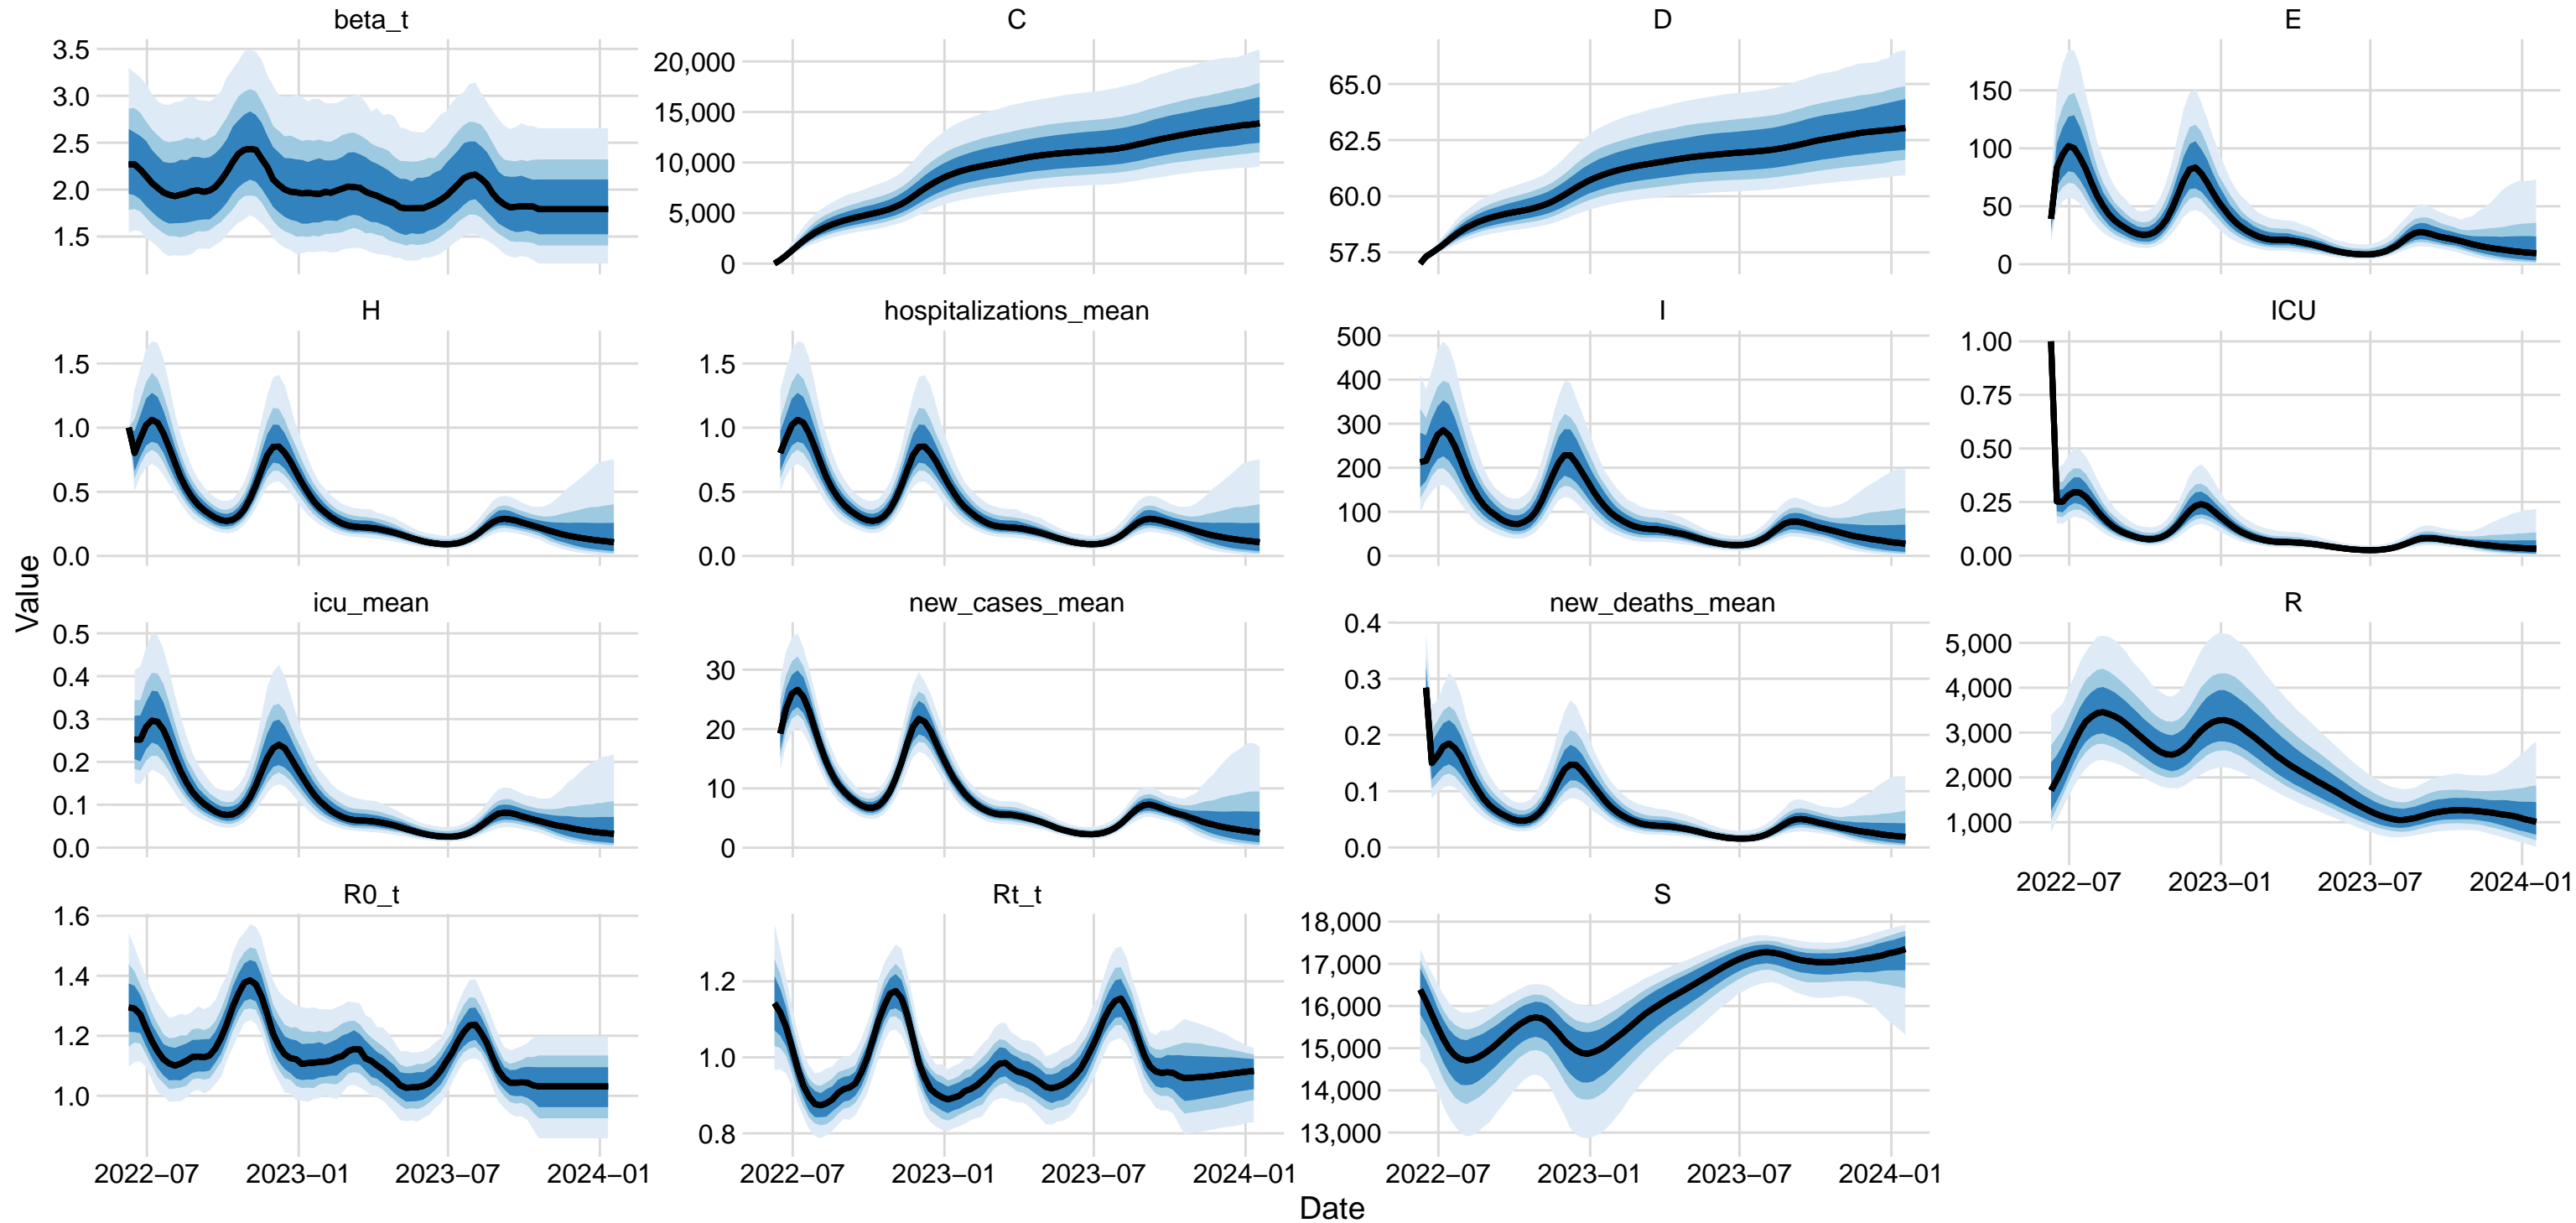 beta_t C D E
3.5 20,000 65.0 150
3.0 15,000 62.5 100
2.5 10,000 60.0 50
2.0 5,000 57.5 0
1.5 0
H hospitalizations_mean I ICU
1.5 1.5 500 1.00
1.0 1.0 400 0.75
0.5 0.5 300 0.50
0.0 0.0 200 0.25
100 0.00
0
icu_mean new_cases_mean new_deaths_mean R
0.5 30 0.4 5,000
0.4 20 0.3 4,000
0.3 10 0.2 3,000
0.2 0 0.1 2,000
0.1 0.0 1,000
0.0
2022−07 2023−01 2023−07 2024−01
R0_t Rt_t S
1.6 1.2 18,000
1.4 1.0 17,000
1.2 0.8 16,000
1.0 15,000
14,000
13,000
2022−07 2023−01 2023−07 2024−01 2022−07 2023−01 2023−07 2024−01 2022−07 2023−01 2023−07 2024−01
Value
Date